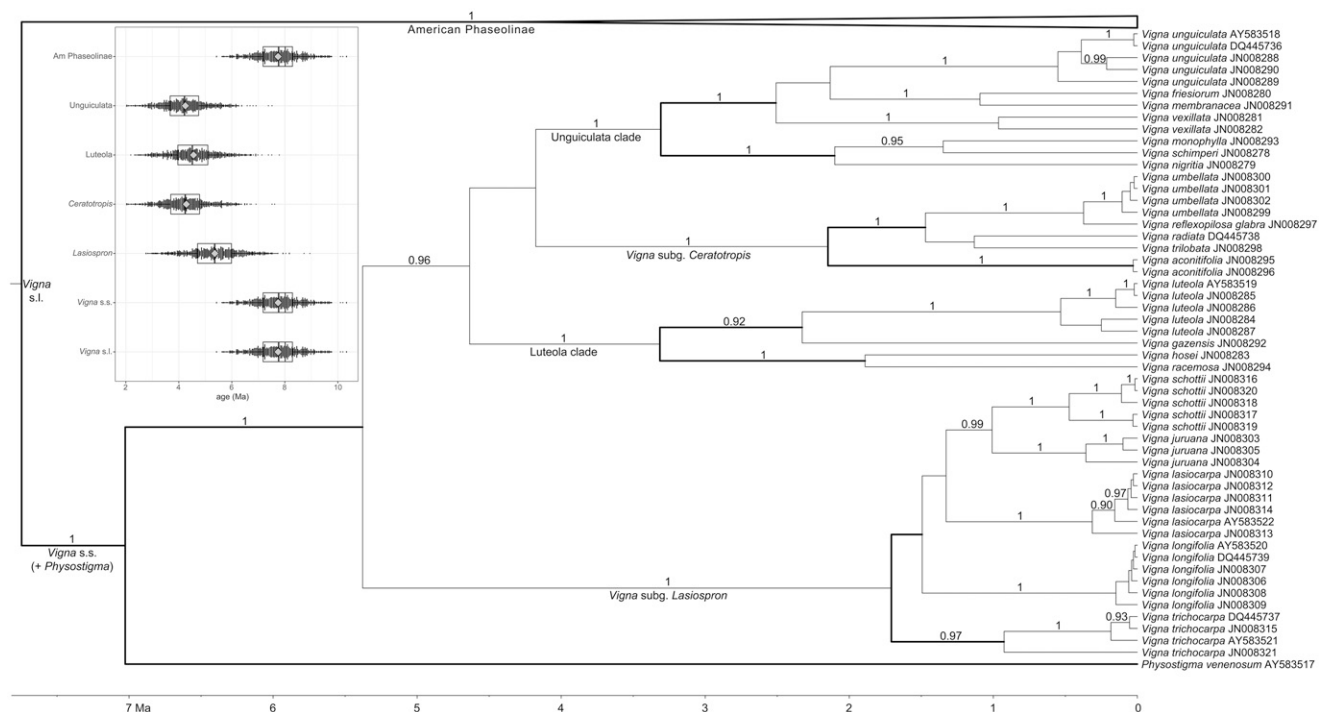 1
American Phaseolinae
Am Phaseolinae
Unguiculata
Luteola
Ceratotropis
Lasiospron
Vigna s.s.
Vigna s.l.
2
4
6
8
10
age (Ma)
Vigna
s.l.
1
Vigna s.s.
(+ Physostigma)
1
0.96
1
Unguiculata clade
1
1
1
0.99
1
1
1
0.95
1
Vigna subg. Ceratotropis
1
1
1
1
1
Luteola clade
0.92
1
1
1
1
Vigna subg. Lasiospron
0.99
1
1
1
1
1
1
1
0.90
0.97
1
0.97
1
0.93
Vigna unguiculata AY583518
Vigna unguiculata DQ445736
Vigna unguiculata JN008288
Vigna unguiculata JN008290
Vigna unguiculata JN008289
Vigna friesiorum JN008280
Vigna membranacea JN008291
Vigna vexillata JN008281
Vigna vexillata JN008282
Vigna monophylla JN008293
Vigna schimperi JN008278
Vigna nigritia JN008279
Vigna umbellata JN008300
Vigna umbellata JN008301
Vigna umbellata JN008302
Vigna umbellata JN008299
Vigna reflexopilosa glabra JN008297
Vigna radiata DQ445738
Vigna trilobata JN008298
Vigna aconitifolia JN008295
Vigna aconitifolia JN008296
Vigna luteola AY583519
Vigna luteola JN008285
Vigna luteola JN008286
Vigna luteola JN008284
Vigna luteola JN008287
Vigna gazensis JN008292
Vigna hosei JN008283
Vigna racemosa JN008294
Vigna schottii JN008316
Vigna schottii JN008320
Vigna schottii JN008318
Vigna schottii JN008317
Vigna schottii JN008319
Vigna juruana JN008303
Vigna juruana JN008305
Vigna juruana JN008304
Vigna lasiocarpa JN008310
Vigna lasiocarpa JN008312
Vigna lasiocarpa JN008311
Vigna lasiocarpa JN008314
Vigna lasiocarpa AY583522
Vigna lasiocarpa JN008313
Vigna longifolia AY583520
Vigna longifolia DQ445739
Vigna longifolia JN008307
Vigna longifolia JN008306
Vigna longifolia JN008308
Vigna longifolia JN008309
Vigna trichocarpa DQ445737
Vigna trichocarpa JN008315
Vigna trichocarpa AY583521
Vigna trichocarpa JN008321
Physostigma venenosum AY583517
7 Ma
6
5
4
3
2
1
0